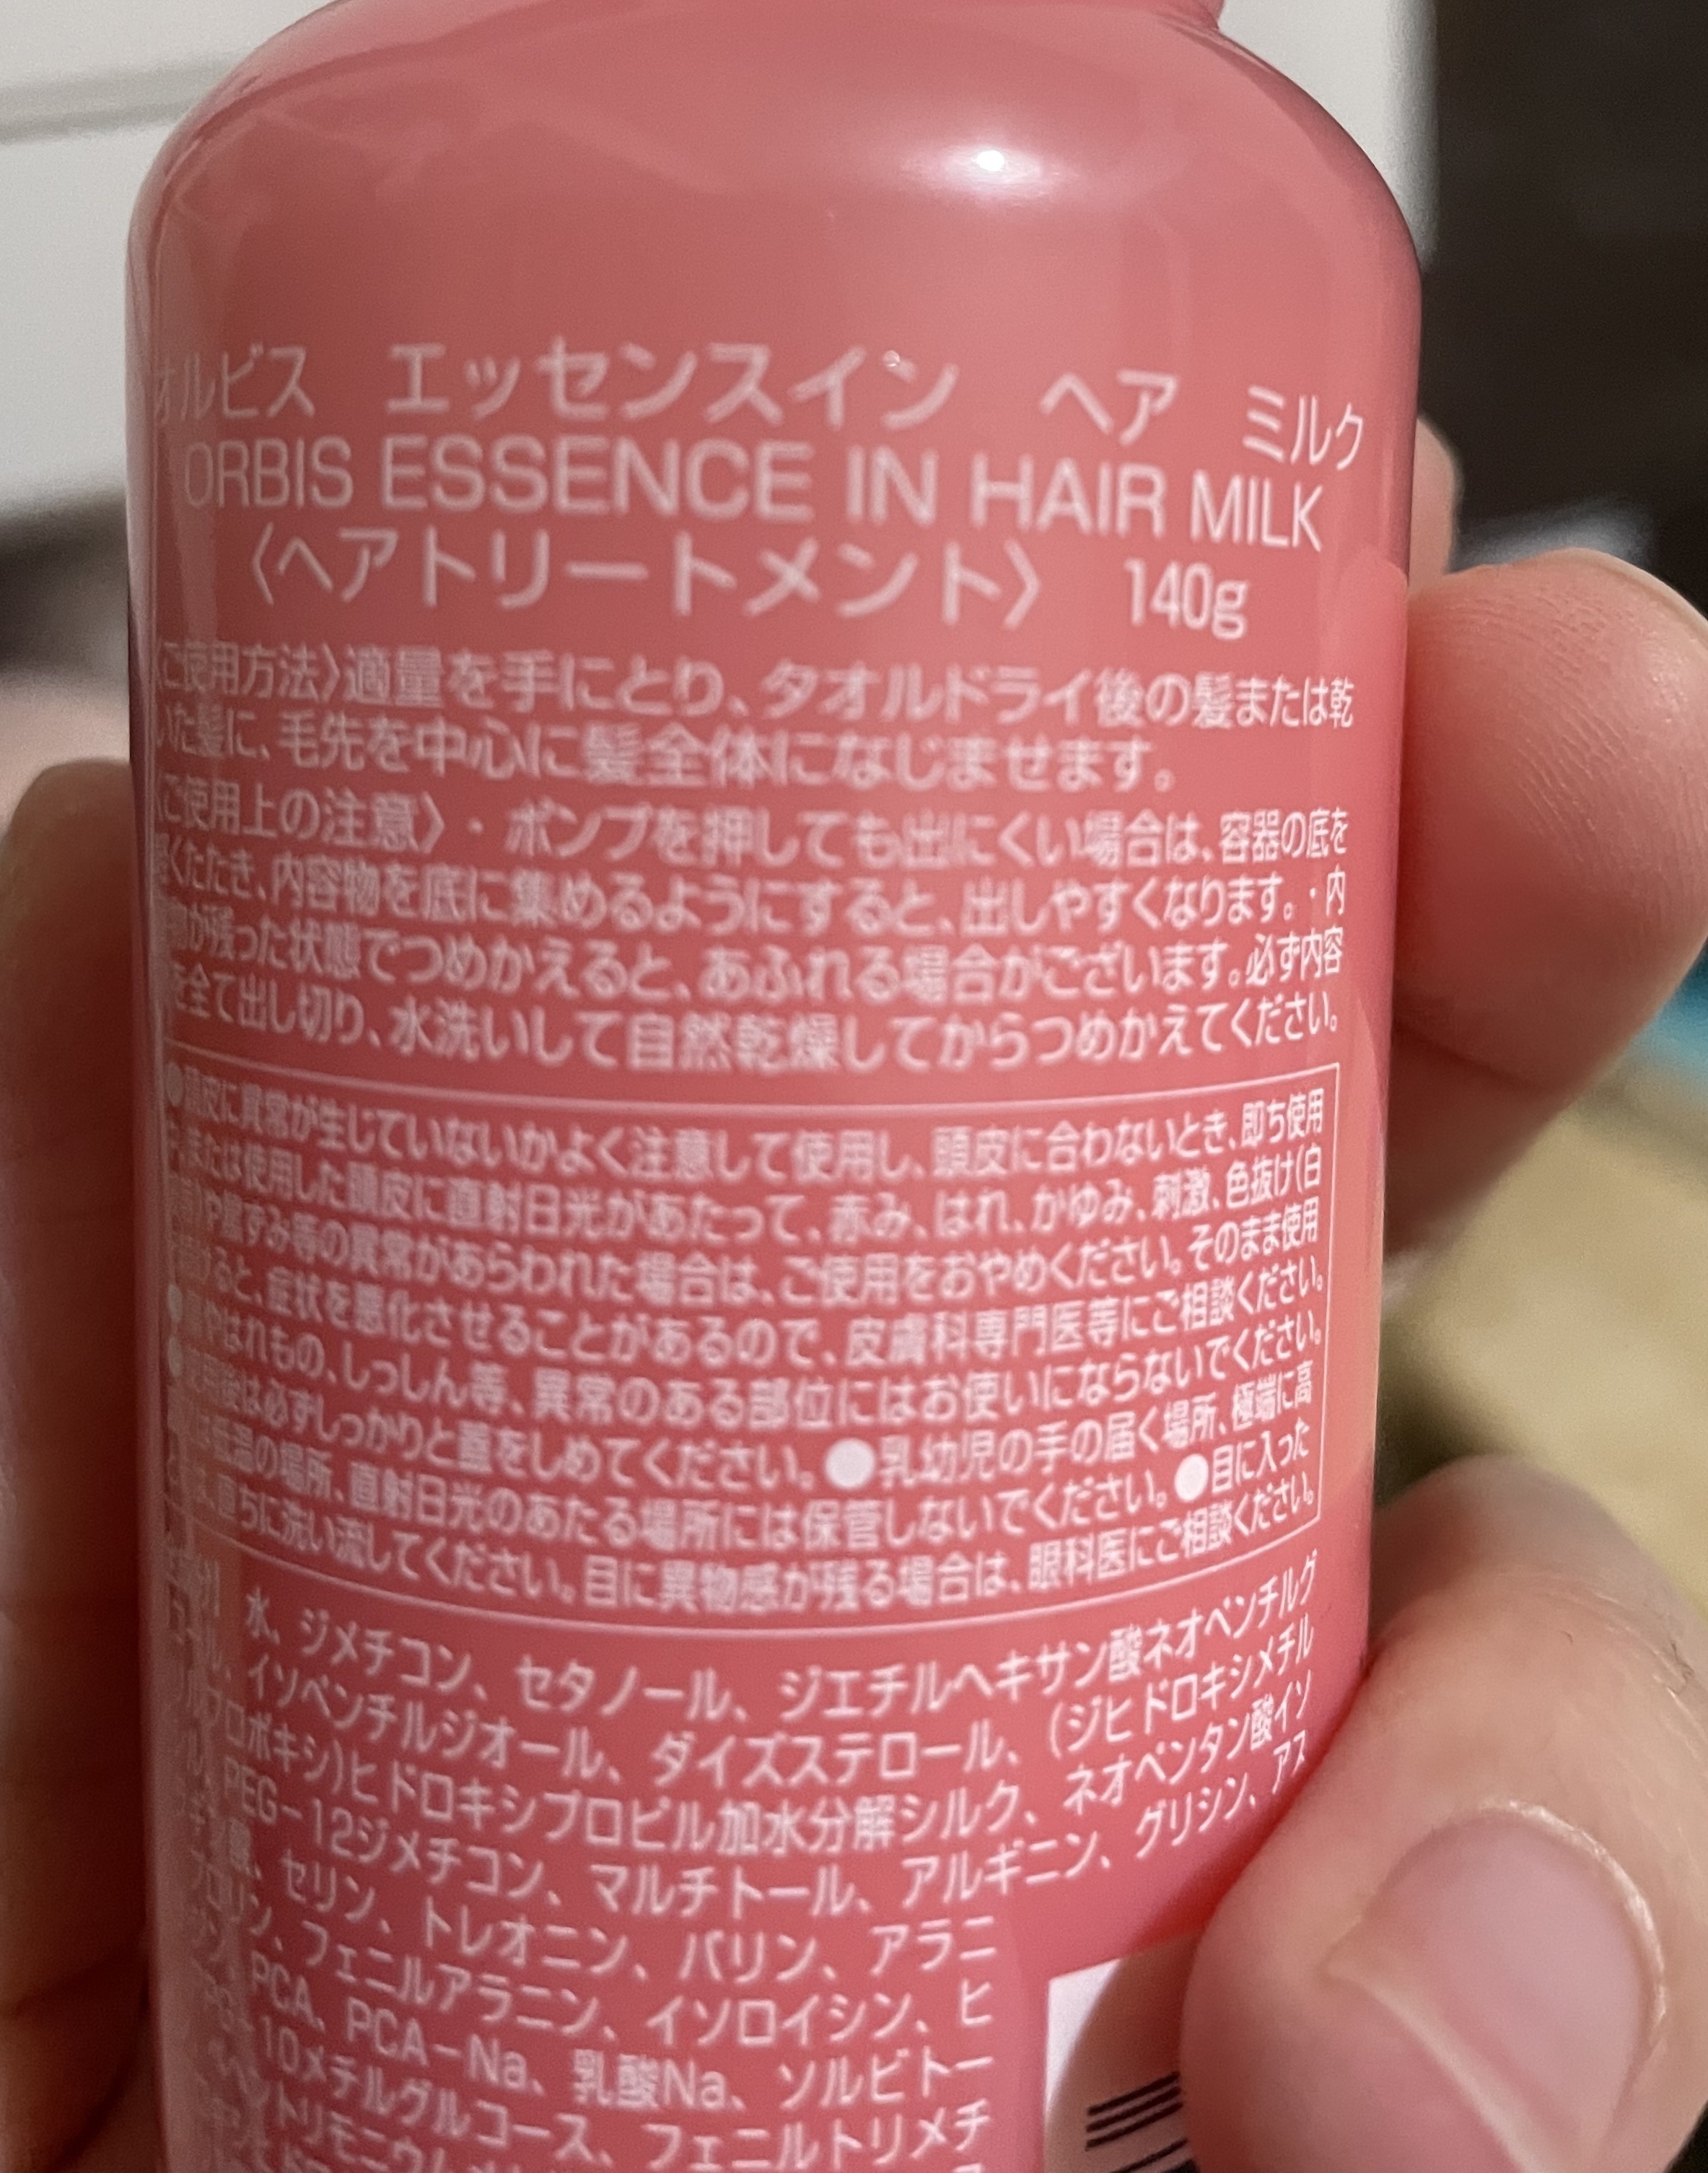 オルビス　エッセンスイン　ヘア　ミルク
ORBIS ESSENCE IN HAIR MILK
〈ヘアトリートメント〉　140g
〈ご使用方法〉適量を手にとり、タオルドライ後の髪または乾
いた髪に、毛先を中心に髪全体になじませます。
〈ご使用上の注意〉・ポンプを押しても出にくい場合は、容器の底を
くたたき、内容物を底に集めるようにすると、出しやすくなります。・内
物が残った状態でつめかえると、あふれる場合がございます。必ず内容
を全て出し切り、水洗いして自然乾燥してからつめかえてください。
●頭皮に異常が生じていないかよく注意して使用し、頭皮に合わないとき、即ち使用
または使用した頭皮に直射日光があたって、赤み、はれ、かゆみ、刺激、色抜け(白
や黒ずみ等の異常があらわれた場合は、ご使用をおやめください。そのまま使用
けると、症状を悪化させることがあるので、皮膚科専門医等にご相談ください。
●やはれもの、しっしん等、異常のある部位にはお使いにならないでください。
●使用後は必ずしっかりと蓋をしめてください。●乳幼児の手の届く場所、極端に高
は低温の場所、直射日光のあたる場所には保管しないでください。●目に入った
は、直ちに洗い流してください。目に異物感が残る場合は、眼科医にご相談ください。
水、ジメチコン、セタノール、ジエチルヘキサン酸ネオペンチルグ
ル、イソペンチルジオール、ダイズステロール、(ジヒドロキシメチル
プロポキシ)ヒドロキシプロピル加水分解シルク、ネオペンタン酸イソ
ル、PEG-12ジメチコン、マルチトール、アルギニン、グリシン、アス
ギン酸、セリン、トレオニン、バリン、アラニ
プロリン、フェニルアラニン、イソロイシン、ヒ
ジン、PCA、PCA-Na、乳酸Na、ソルビトー
10メチルグルコース、フェニルトリメチ
ントリモニウム